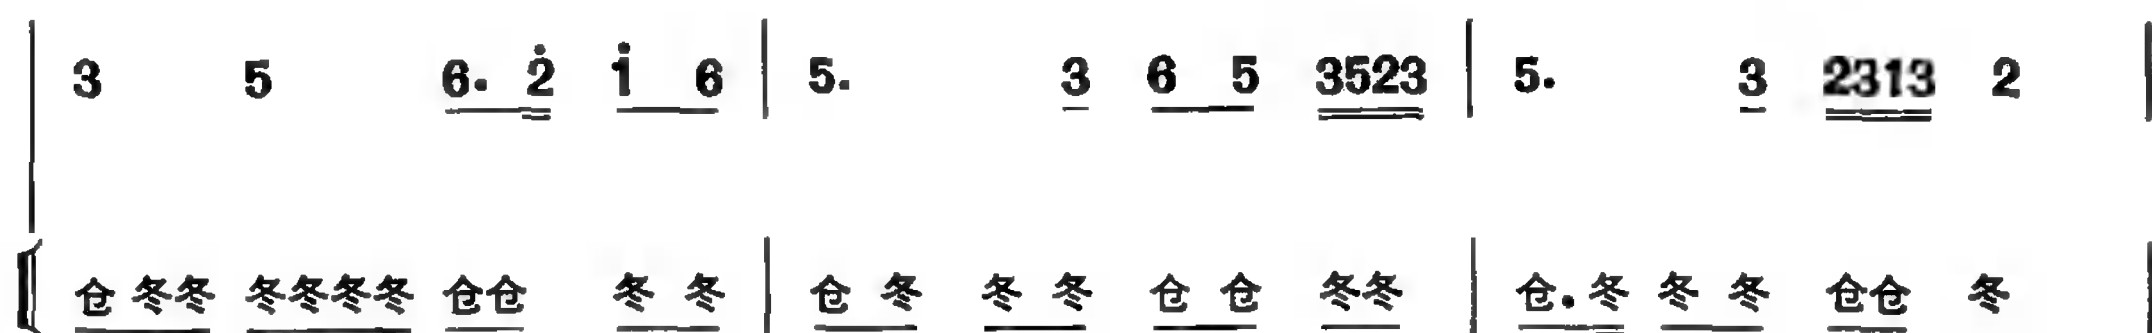 3 5 6. 2̇ 1̇ 6 | 5. 3 6 5 3523 | 5. 3 2313 2 |
仓 冬冬 冬冬冬冬 仓仓 冬 冬 | 仓 冬 冬 冬 仓 仓 冬冬 | 仓. 冬 冬 冬 仓仓 冬 |